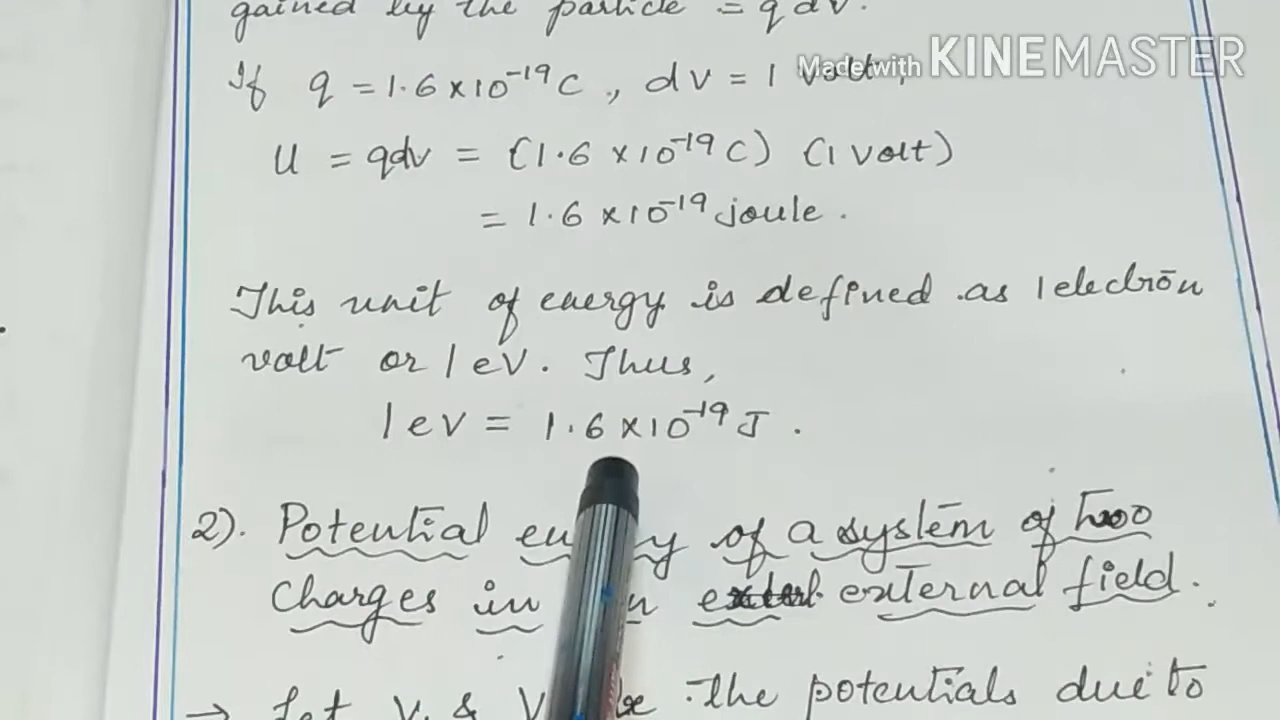 gained by the particle = q dv.
Made with KINEMASTER
If q = 1.6 × 10⁻¹⁹ C, dv = 1 volt,
U = qdv = (1.6 × 10⁻¹⁹ C) (1 volt)
= 1.6 × 10⁻¹⁹ joule.
This unit of energy is defined as 1 electron
volt or 1 eV. Thus,
1 eV = 1.6 × 10⁻¹⁹ J.
2). Potential of a system of two
charges in external field.
→ Let V₁ & V the potentials due to